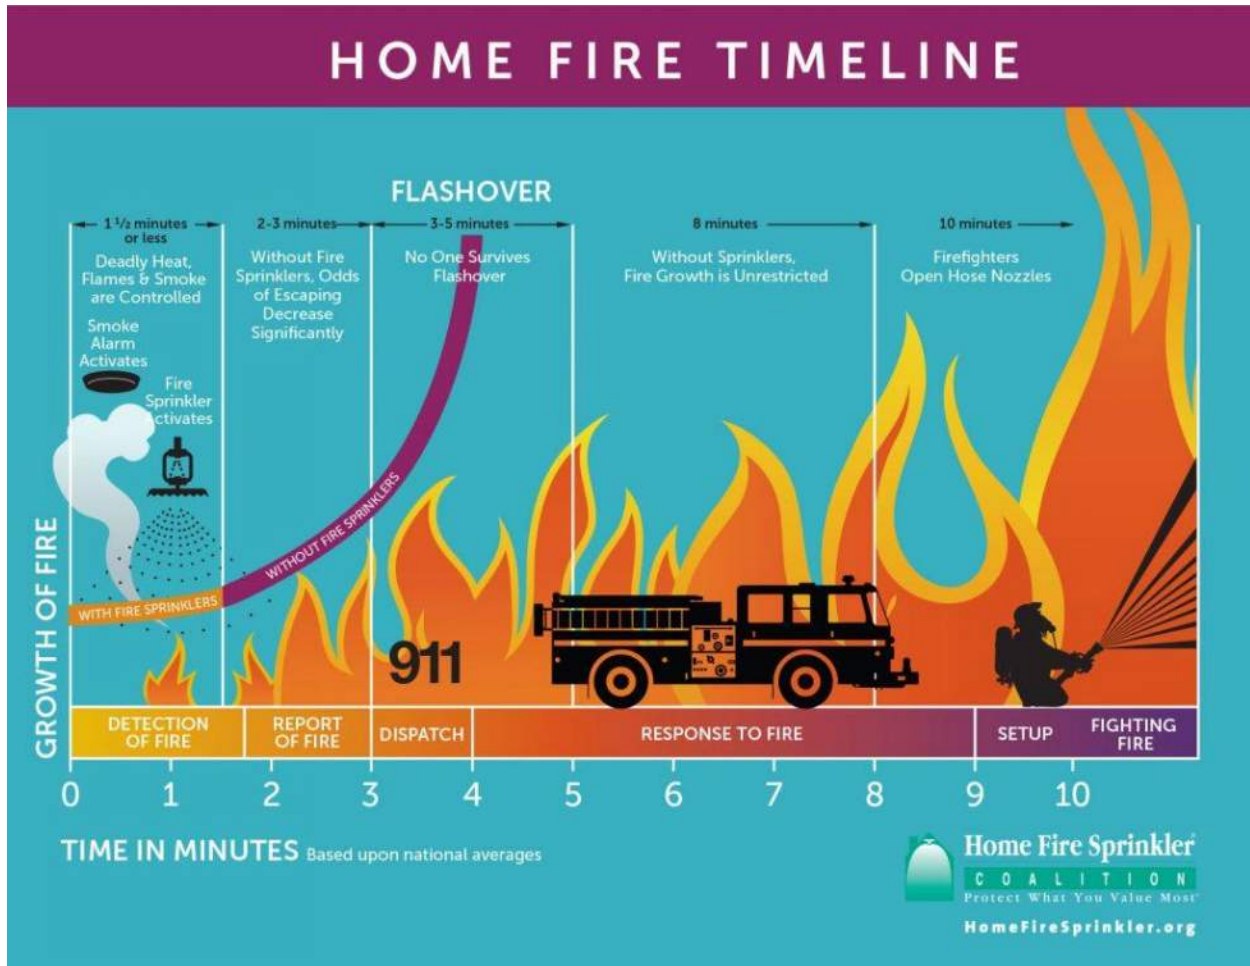 HOME FIRE TIMELINE
FLASHOVER
1 1/2 minutes
or less
2-3 minutes
3-5 minutes
8 minutes
10 minutes
Deadly Heat,
Flames & Smoke
are Controlled
Without Fire
Sprinklers, Odds
of Escaping
Decrease
Significantly
No One Survives
Flashover
Without Sprinklers,
Fire Growth is Unrestricted
Firefighters
Open Hose Nozzles
Smoke
Alarm
Activates
Fire
Sprinkler
Activates
WITH FIRE SPRINKLERS
WITHOUT FIRE SPRINKLERS
911
GROWTH OF FIRE
DETECTION
OF FIRE
REPORT
OF FIRE
DISPATCH
RESPONSE TO FIRE
SETUP
FIGHTING
FIRE
0 1 2 3 4 5 6 7 8 9 10
TIME IN MINUTES Based upon national averages
Home Fire Sprinkler
COALITION
Protect What You Value Most
HomeFireSprinkler.org